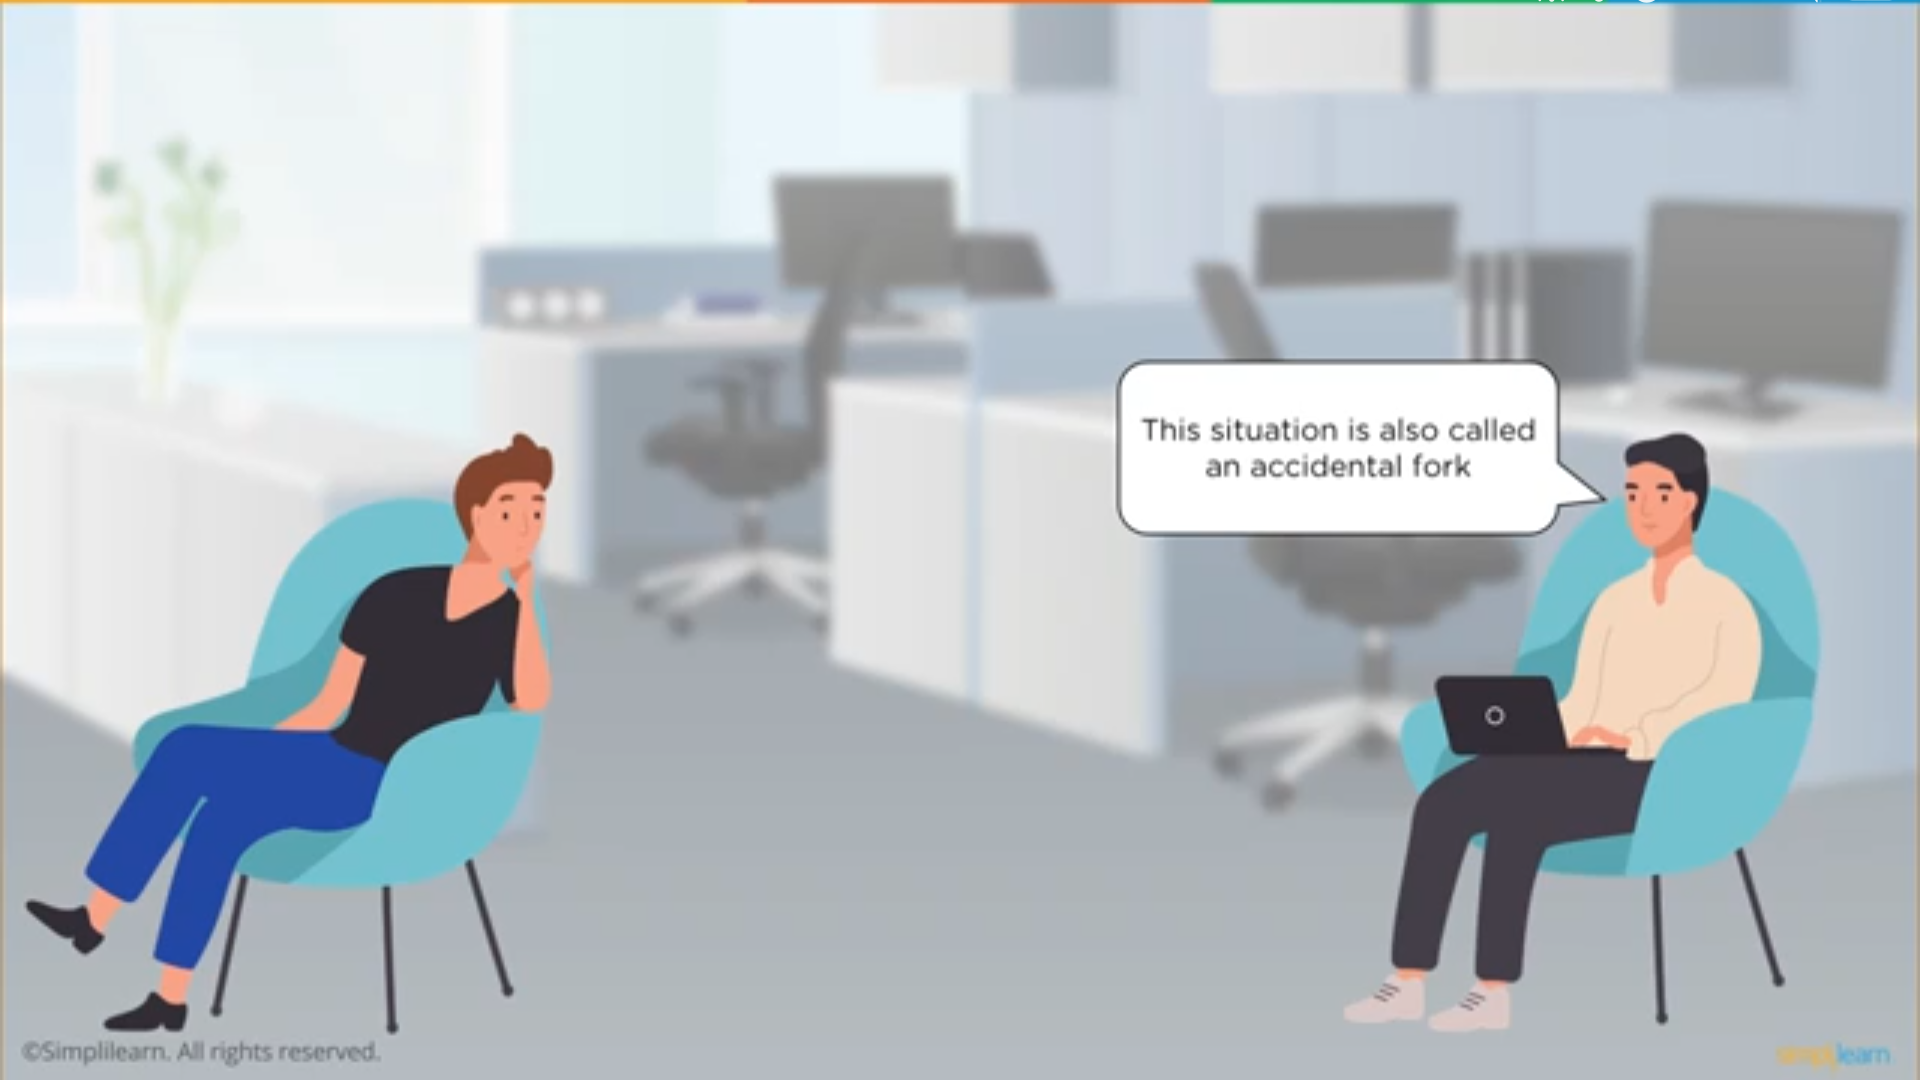 This situation is also called
an accidental fork
©Simplilearn. All rights reserved.
simplilearn